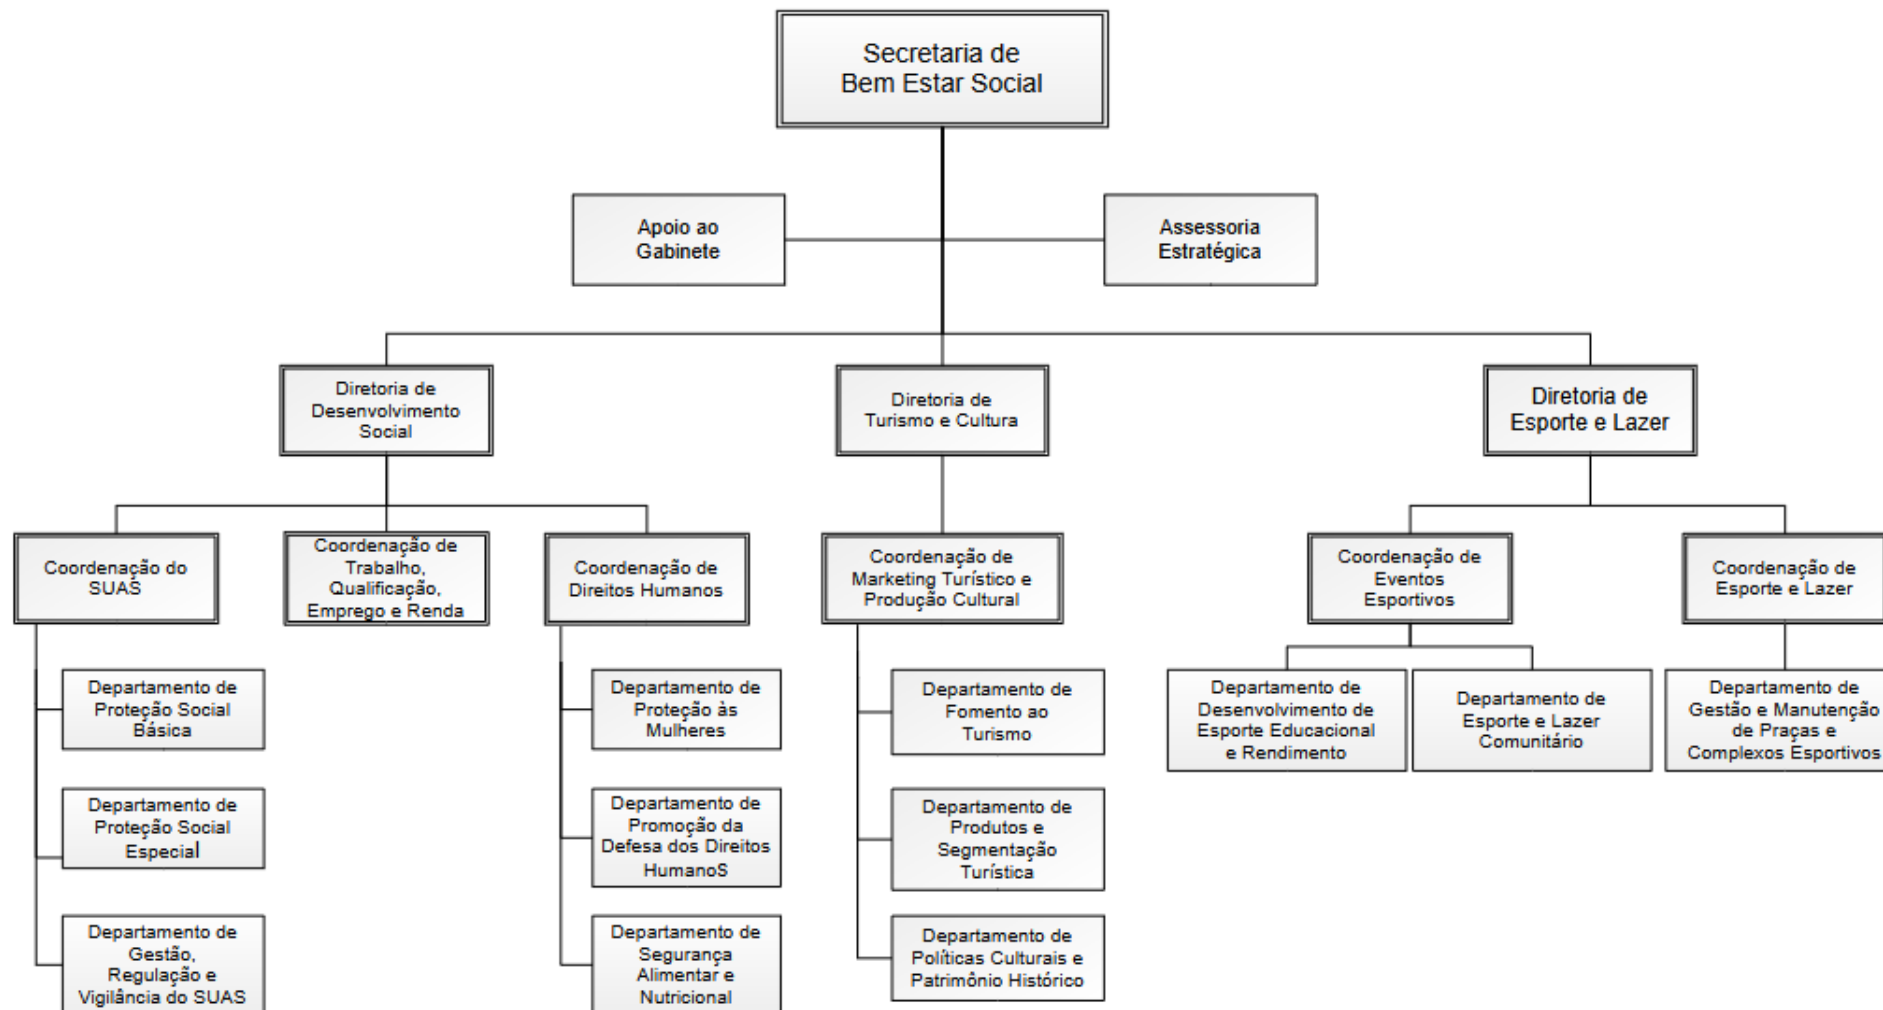 Secretaria de
Bem Estar Social
Apoio ao
Gabinete
Assessoria
Estratégica
Diretoria de
Desenvolvimento
Social
Diretoria de
Turismo e Cultura
Diretoria de
Esporte e Lazer
Coordenação do
SUAS
Coordenação de
Trabalho,
Qualificação,
Emprego e Renda
Coordenação de
Direitos Humanos
Coordenação de
Marketing Turístico e
Produção Cultural
Coordenação de
Eventos
Esportivos
Coordenação de
Esporte e Lazer
Departamento de
Proteção Social
Básica
Departamento de
Proteção às
Mulheres
Departamento de
Fomento ao
Turismo
Departamento de
Desenvolvimento de
Esporte Educacional
e Rendimento
Departamento de
Esporte e Lazer
Comunitário
Departamento de
Gestão e Manutenção
de Praças e
Complexos Esportivos
Departamento de
Proteção Social
Especial
Departamento de
Promoção da
Defesa dos Direitos
HumanoS
Departamento de
Produtos e
Segmentação
Turística
Departamento de
Gestão,
Regulação e
Vigilância do SUAS
Departamento de
Segurança
Alimentar e
Nutricional
Departamento de
Políticas Culturais e
Patrimônio Histórico